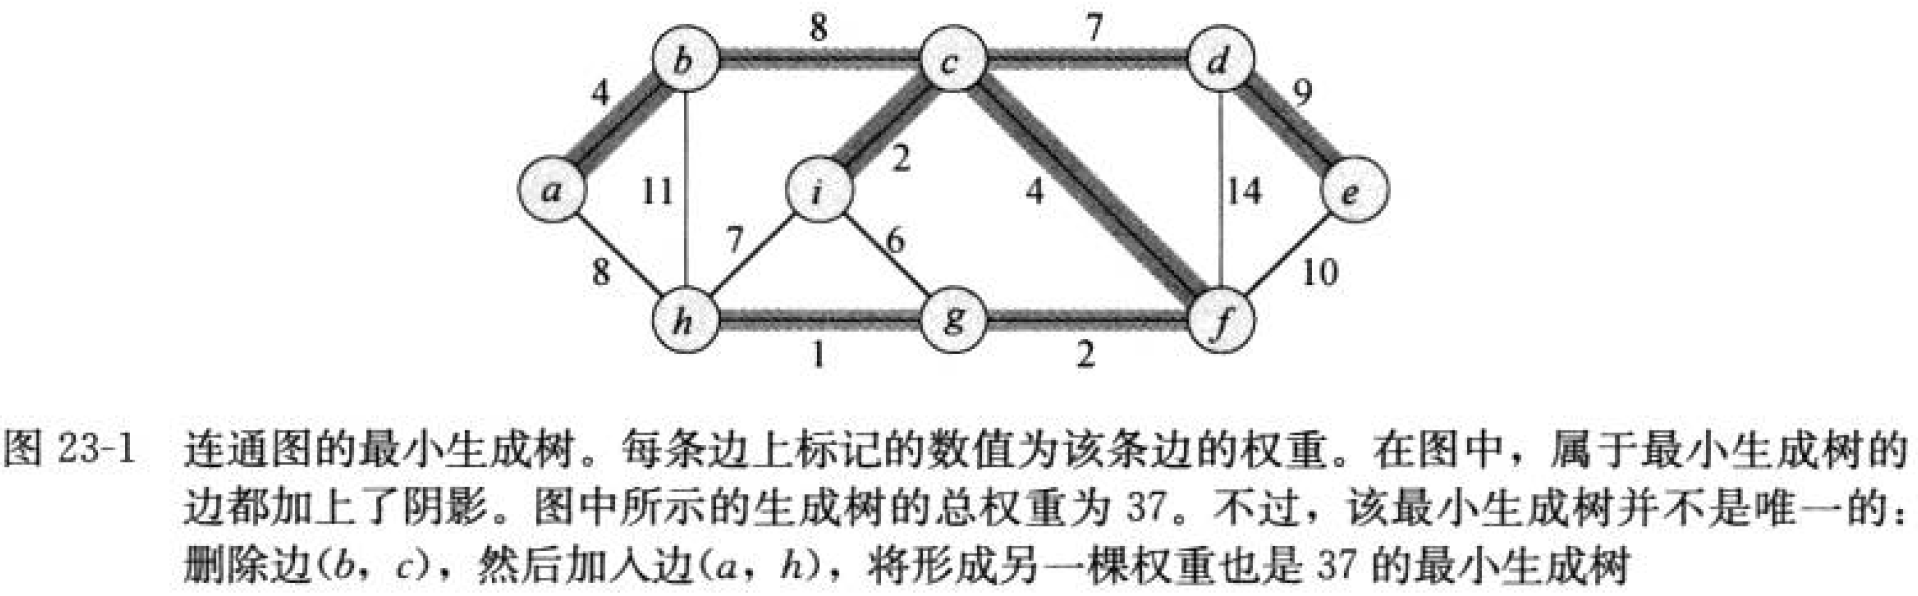 8 7
b c d
4 9
2
a 11 i 4 14 e
7 6
8 10
h g f
1 2
图 23-1 连通图的最小生成树。每条边上标记的数值为该条边的权重。在图中，属于最小生成树的
边都加上了阴影。图中所示的生成树的总权重为 37。不过，该最小生成树并不是唯一的：
删除边(b，c)，然后加入边(a，h)，将形成另一棵权重也是 37 的最小生成树